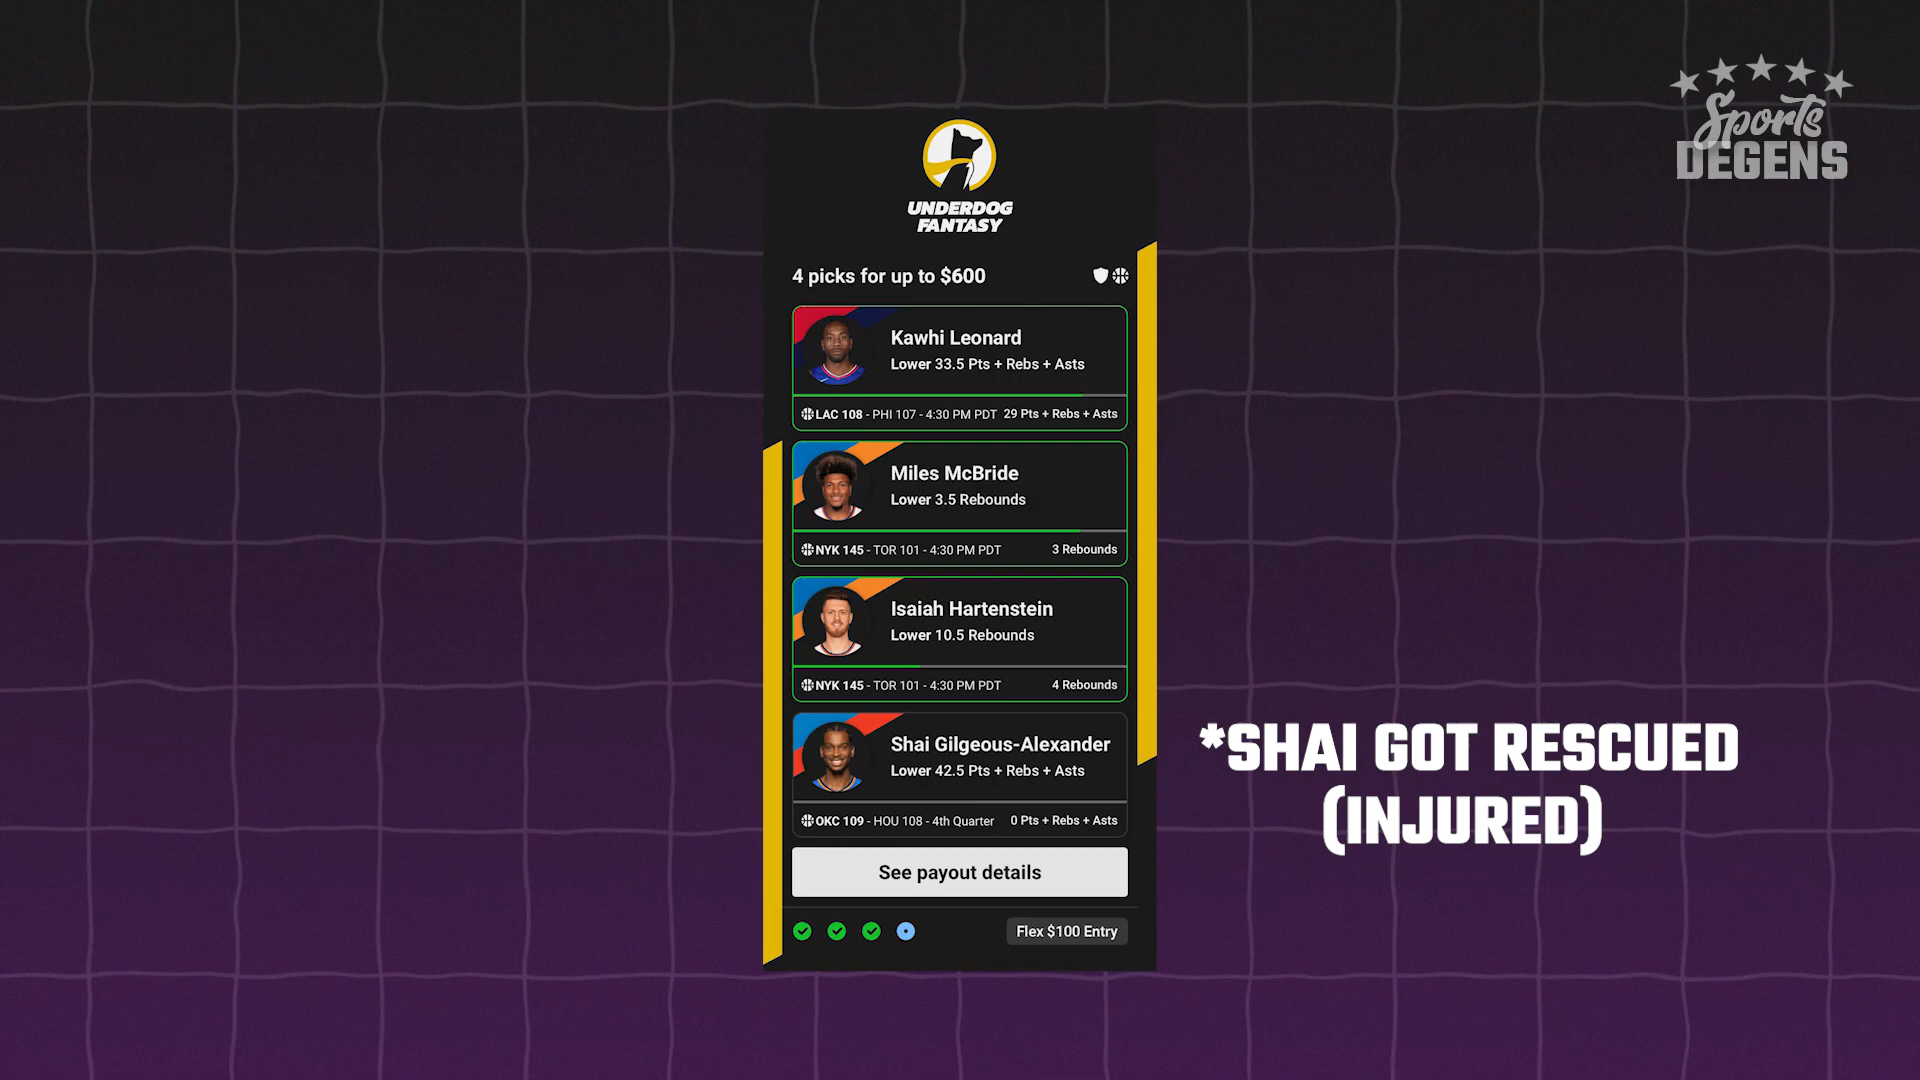 Sports
DEGENS
UNDERDOG
FANTASY
4 picks for up to $600
Kawhi Leonard
Lower 33.5 Pts + Rebs + Asts
LAC 108 - PHI 107 - 4:30 PM PDT 29 Pts + Rebs + Asts
Miles McBride
Lower 3.5 Rebounds
NYK 145 - TOR 101 - 4:30 PM PDT 3 Rebounds
Isaiah Hartenstein
Lower 10.5 Rebounds
NYK 145 - TOR 101 - 4:30 PM PDT 4 Rebounds
Shai Gilgeous-Alexander
Lower 42.5 Pts + Rebs + Asts
OKC 109 - HOU 108 - 4th Quarter 0 Pts + Rebs + Asts
*SHAI GOT RESCUED
(INJURED)
See payout details
Flex $100 Entry